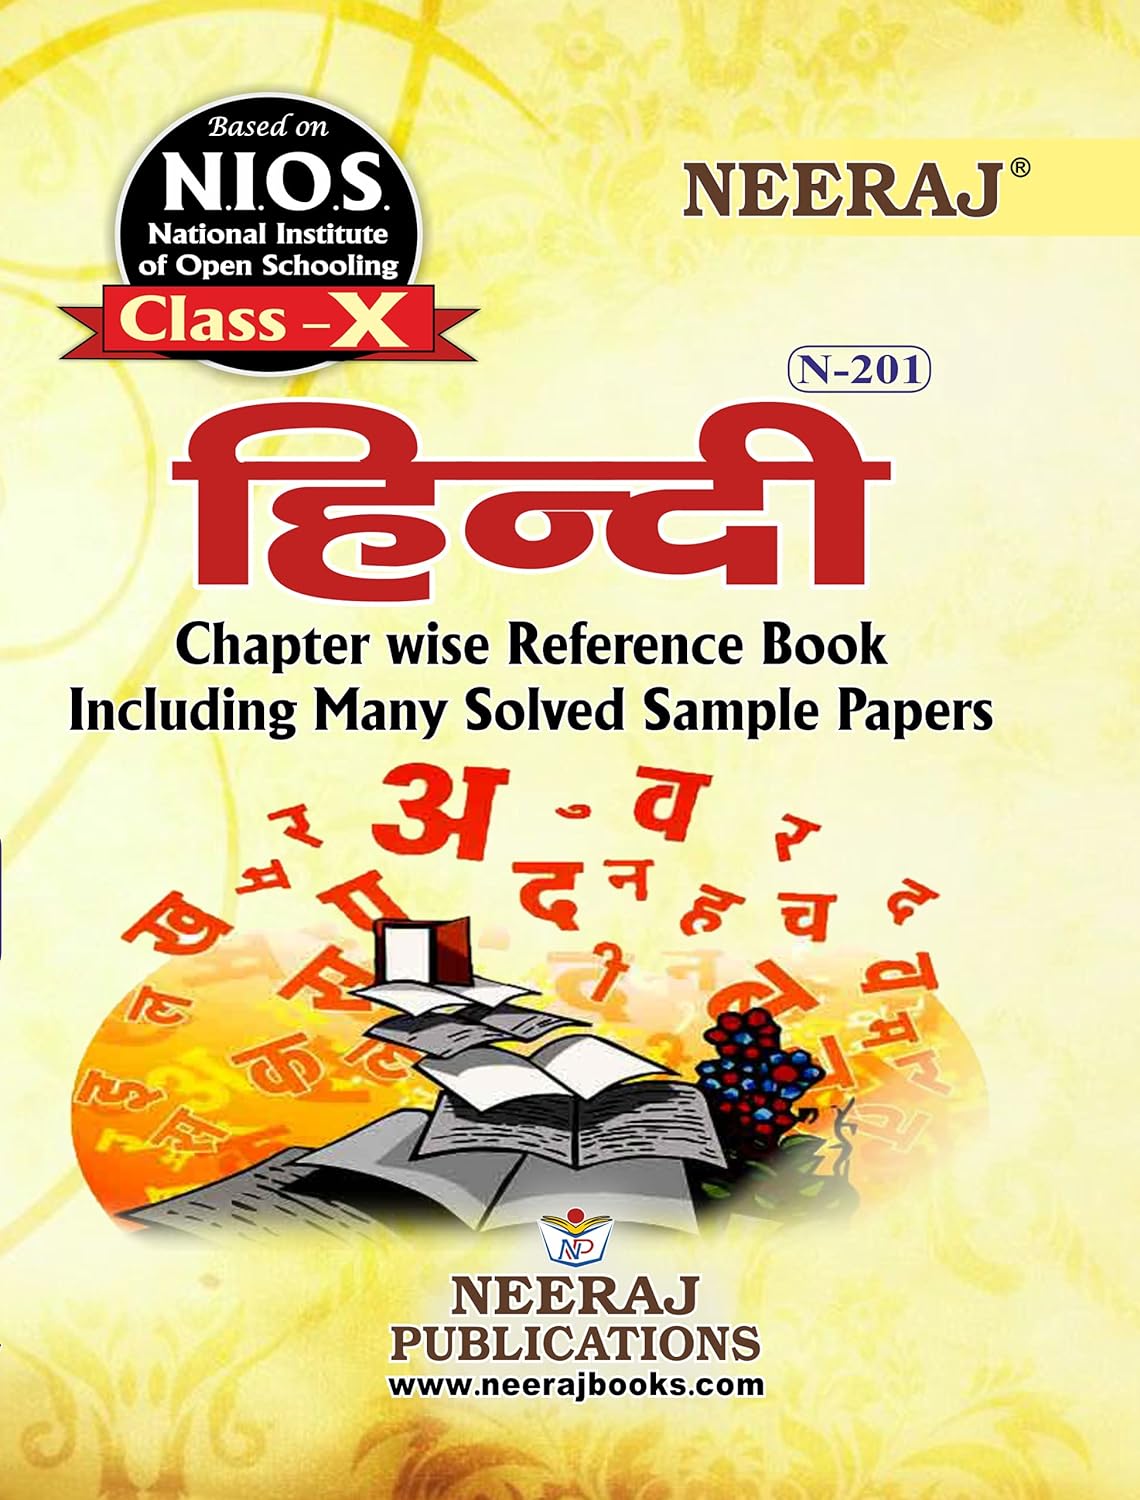 Based on
N.I.O.S.
National Institute
of Open Schooling
Class – X
NEERAJ®
N-201
हिन्दी
Chapter wise Reference Book
Including Many Solved Sample Papers
अ
व
र
र
म
ख
प
द
न
ह
च
द
स
दी
न
ल
क
व
म
र
NP
NEERAJ
PUBLICATIONS
www.neerajbooks.com